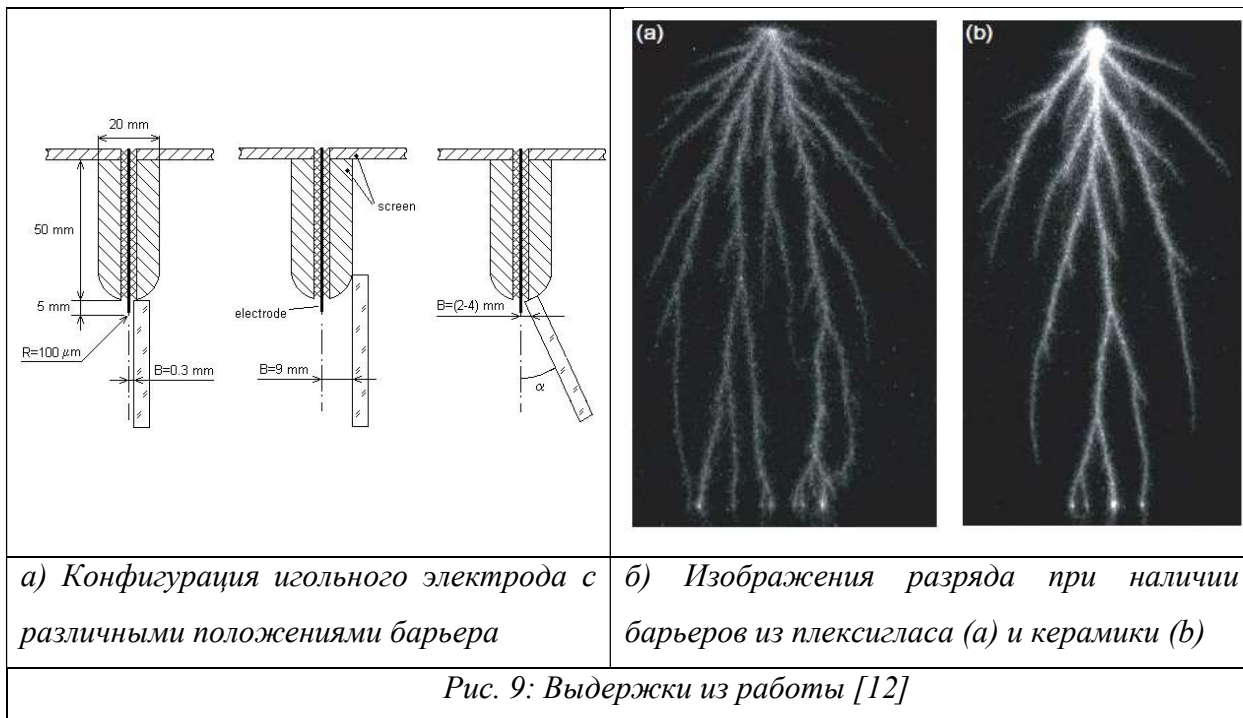 20 mm
50 mm
5 mm
R=100 μm
B=0.3 mm
B=9 mm
electrode
screen
B=(2-4) mm
α
(a)
(b)
а) Конфигурация игольного электрода с
различными положениями барьера
б) Изображения разряда при наличии
барьеров из плексигласа (a) и керамики (b)
Рис. 9: Выдержки из работы [12]